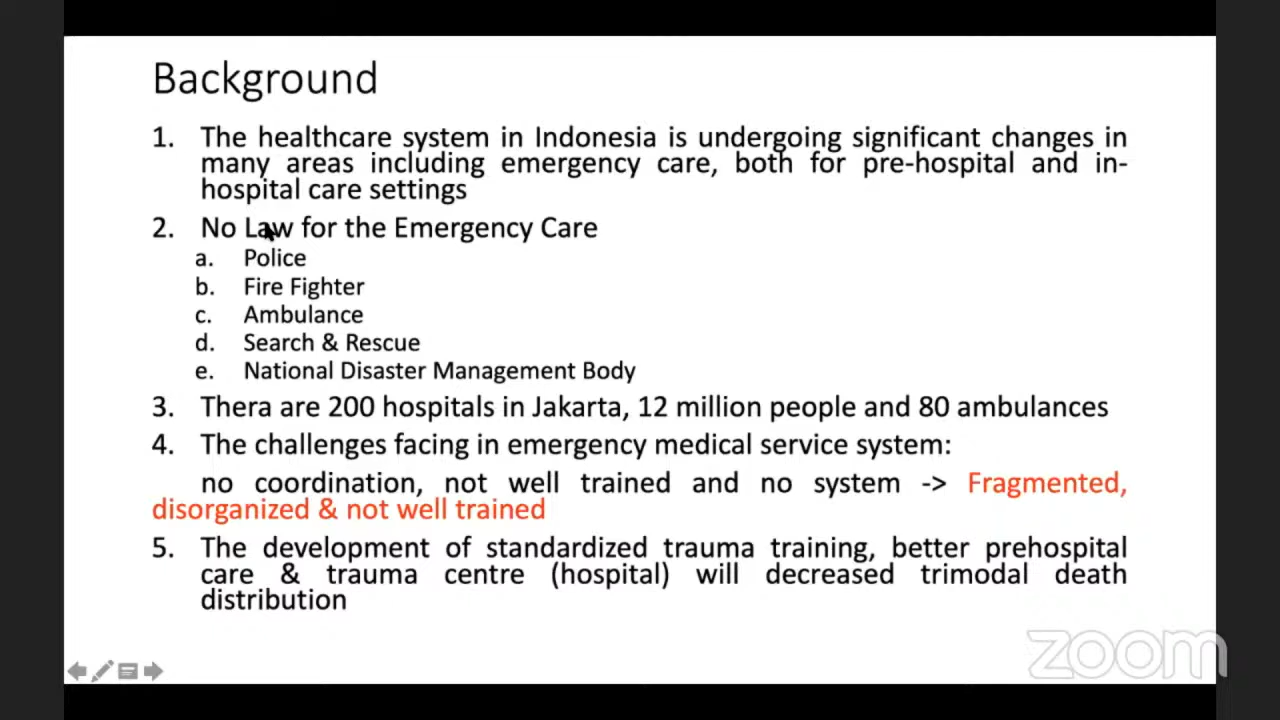 Background
1. The healthcare system in Indonesia is undergoing significant changes in
many areas including emergency care, both for pre-hospital and in-
hospital care settings
2. No Law for the Emergency Care
a. Police
b. Fire Fighter
c. Ambulance
d. Search & Rescue
e. National Disaster Management Body
3. Thera are 200 hospitals in Jakarta, 12 million people and 80 ambulances
4. The challenges facing in emergency medical service system:
no coordination, not well trained and no system -> Fragmented,
disorganized & not well trained
5. The development of standardized trauma training, better prehospital
care & trauma centre (hospital) will decreased trimodal death
distribution
zoom